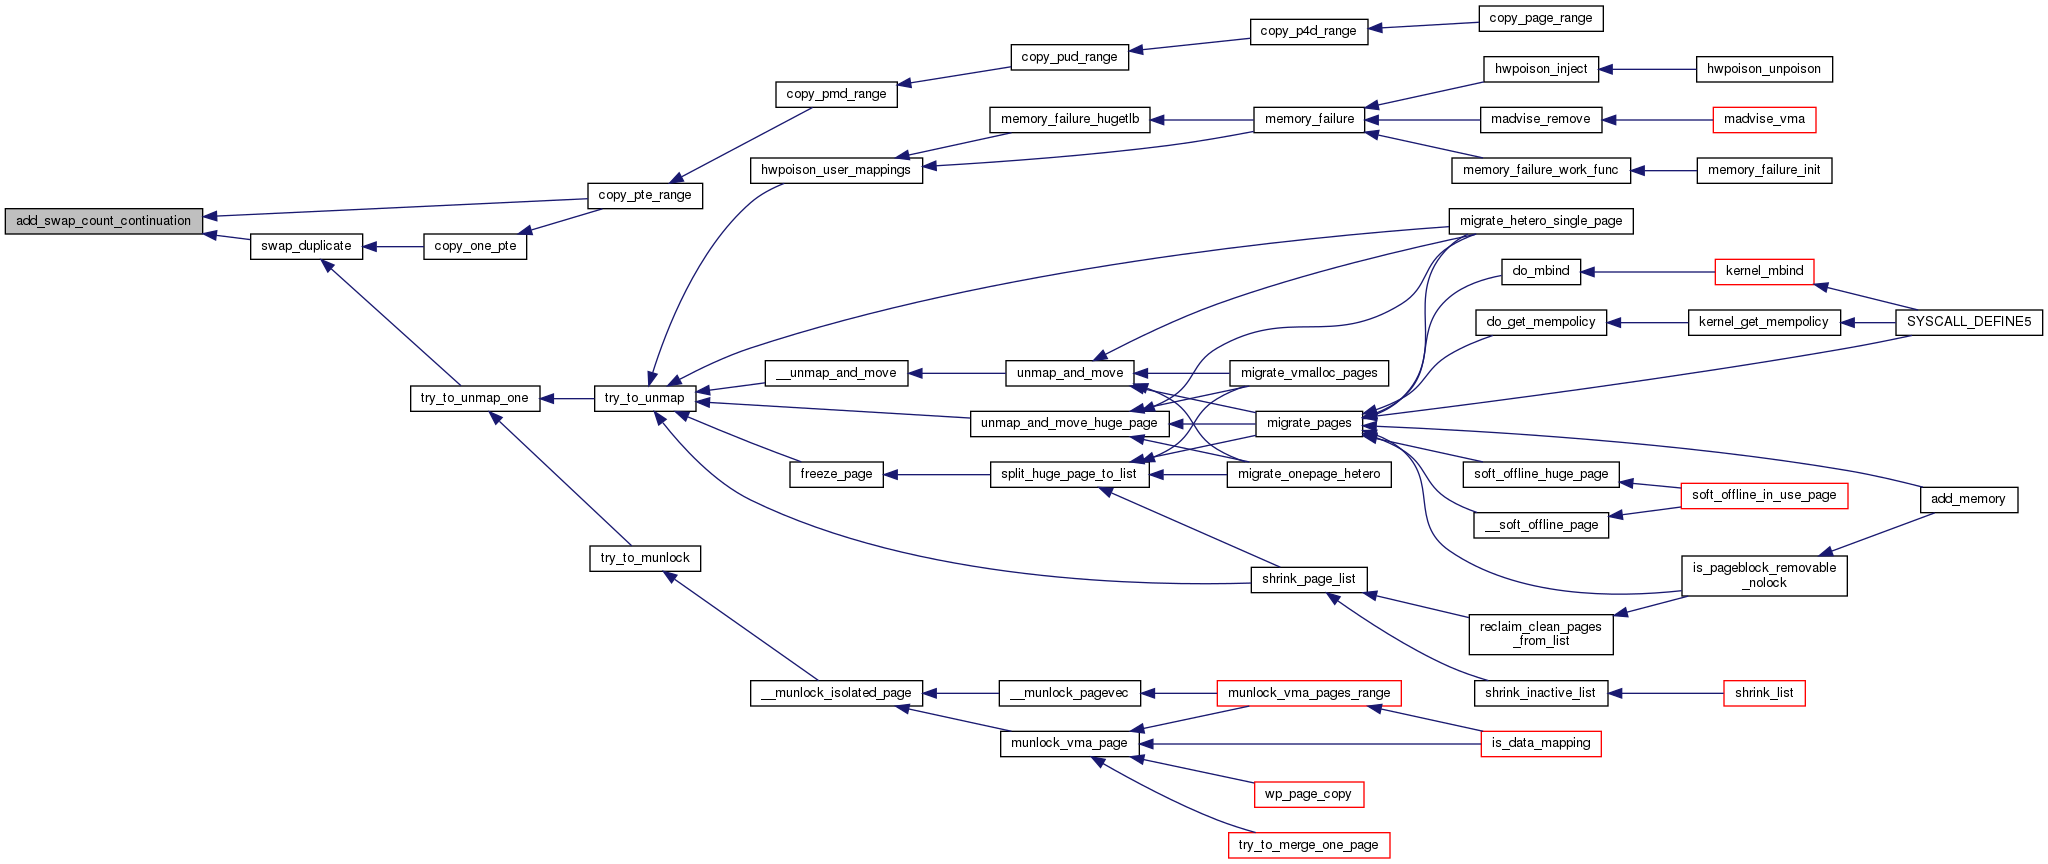 copy_page_range
copy_p4d_range
copy_pud_range
hwpoison_inject
hwpoison_unpoison
copy_pmd_range
memory_failure_hugetlb
memory_failure
madvise_remove
madvise_vma
hwpoison_user_mappings
memory_failure_work_func
memory_failure_init
copy_pte_range
add_swap_count_continuation
migrate_hetero_single_page
swap_duplicate
copy_one_pte
do_mbind
kernel_mbind
do_get_mempolicy
kernel_get_mempolicy
SYSCALL_DEFINE5
__unmap_and_move
unmap_and_move
migrate_vmalloc_pages
try_to_unmap_one
try_to_unmap
unmap_and_move_huge_page
migrate_pages
freeze_page
split_huge_page_to_list
migrate_onepage_hetero
soft_offline_huge_page
soft_offline_in_use_page
add_memory
__soft_offline_page
try_to_munlock
is_pageblock_removable
_nolock
shrink_page_list
reclaim_clean_pages
_from_list
__munlock_isolated_page
__munlock_pagevec
munlock_vma_pages_range
shrink_inactive_list
shrink_list
munlock_vma_page
is_data_mapping
wp_page_copy
try_to_merge_one_page